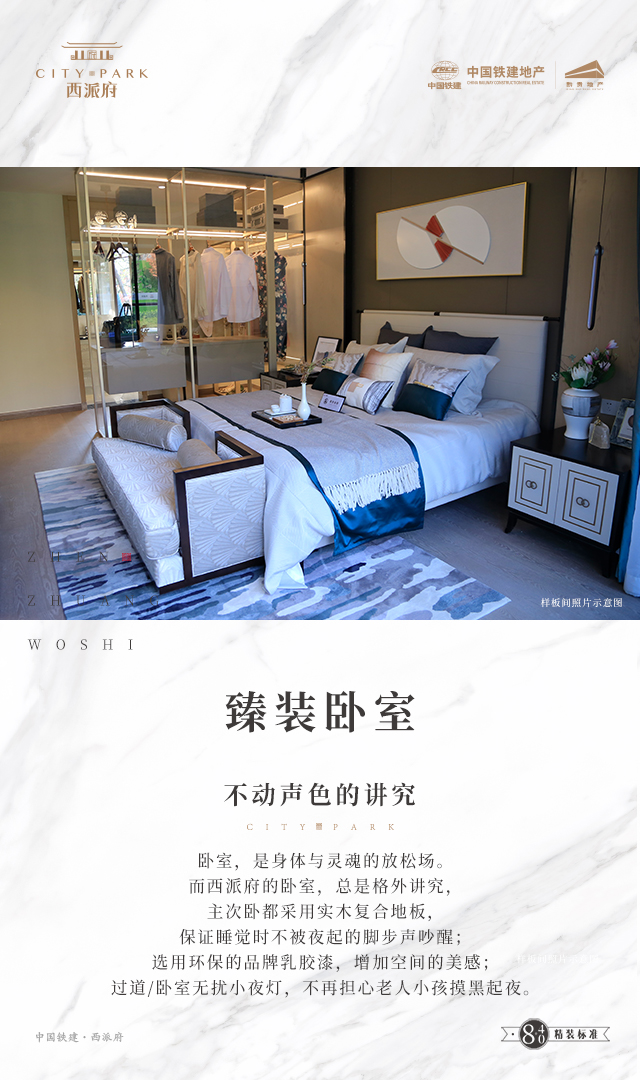 CITY PARK
西派府
中国铁建
中国铁建地产
CHINA RAILWAY CONSTRUCTION REAL ESTATE
ZHEN
ZHUANG
样板间照片示意图
WOSHI
臻装卧室
不动声色的讲究
CITY PARK
卧室，是身体与灵魂的放松场。
而西派府的卧室，总是格外讲究，
主次卧都采用实木复合地板，
保证睡觉时不被夜起的脚步声吵醒；
选用环保的品牌乳胶漆，增加空间的美感；
过道/卧室无扰小夜灯，不再担心老人小孩摸黑起夜。
中国铁建·西派府
精装标准